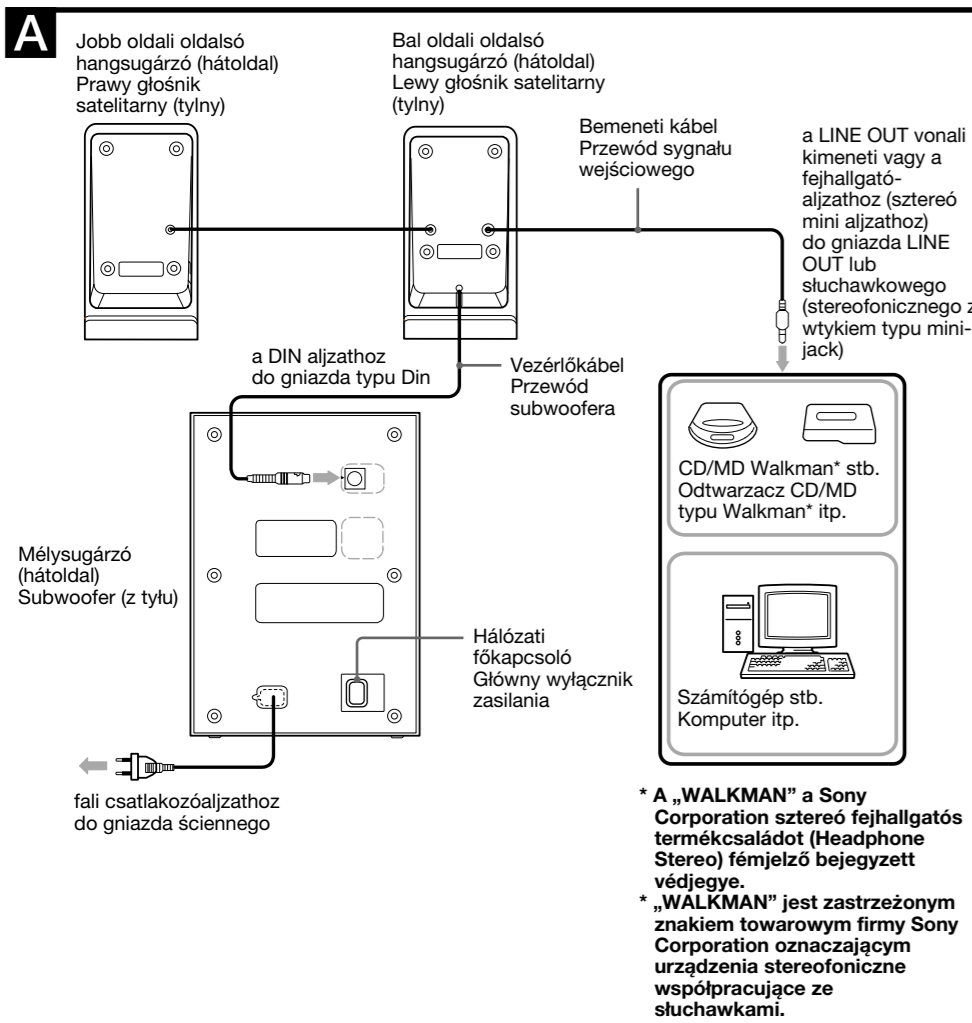 A
Jobb oldali oldalsó
hangsugárzó (hátoldal)
Prawy głośnik
satelitarny (tylny)
Bal oldali oldalsó
hangsugárzó (hátoldal)
Lewy głośnik satelitarny
(tylny)
Bemeneti kábel
Przewód sygnału
wejściowego
a LINE OUT vonali
kimeneti vagy a
fejhallgató-
aljzathoz (sztereó
mini aljzathoz)
do gniazda LINE
OUT lub
słuchawkowego
(stereofonicznego z
wtykiem typu mini-
jack)
a DIN aljzathoz
do gniazda typu Din
Vezérlőkábel
Przewód
subwoofera
CD/MD Walkman* stb.
Odtwarzacz CD/MD
typu Walkman* itp.
Mélysugárzó
(hátoldal)
Subwoofer (z tyłu)
Hálózati
főkapcsoló
Główny wyłącznik
zasilania
Számítógép stb.
Komputer itp.
fali csatlakozóaljzathoz
do gniazda ściennego
* A „WALKMAN” a Sony
Corporation sztereó fejhallgatós
termékcsaládot (Headphone
Stereo) fémjelző bejegyzett
védjegye.
* „WALKMAN” jest zastrzeżonym
znakiem towarowym firmy Sony
Corporation oznaczającym
urządzenia stereofoniczne
współpracujące ze
słuchawkami.